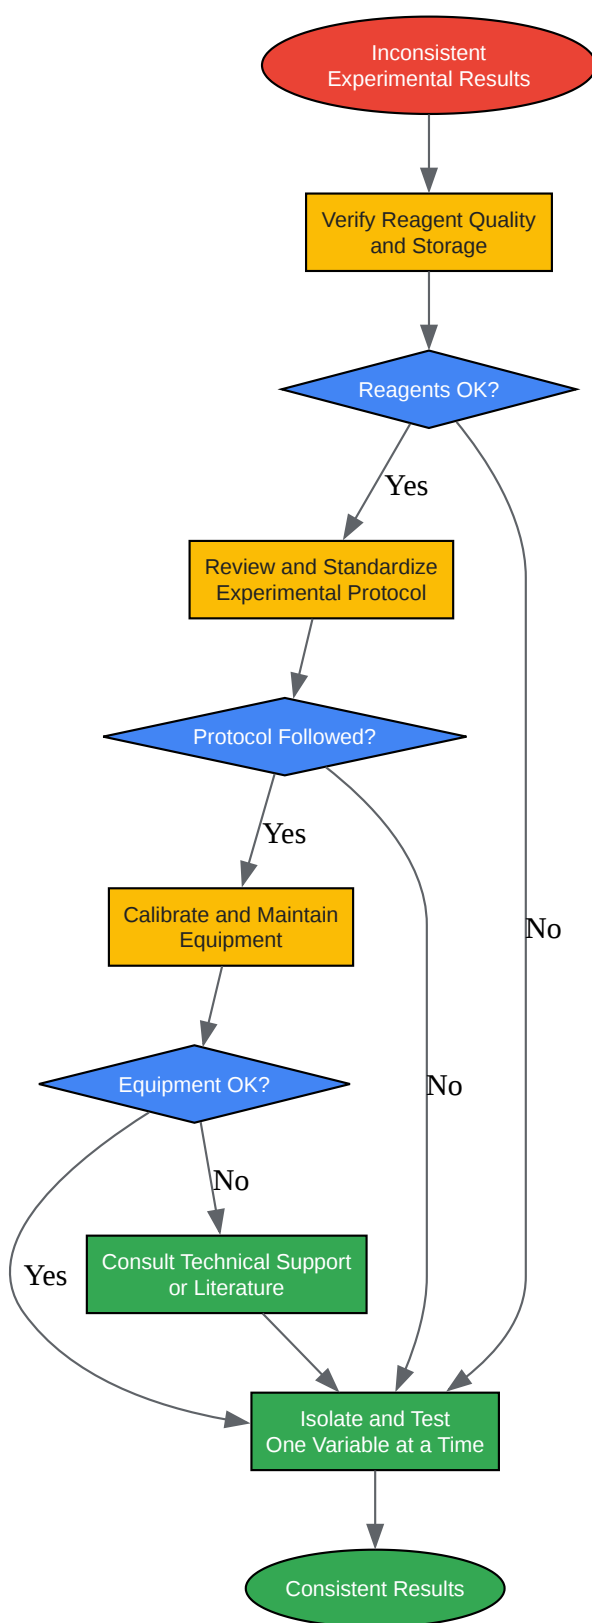 Inconsistent
Experimental Results
Verify Reagent Quality
and Storage
Reagents OK?
Yes
Review and Standardize
Experimental Protocol
Protocol Followed?
Yes
Calibrate and Maintain
Equipment
No
Equipment OK?
No
No
Consult Technical Support
or Literature
Yes
Isolate and Test
One Variable at a Time
Consistent Results